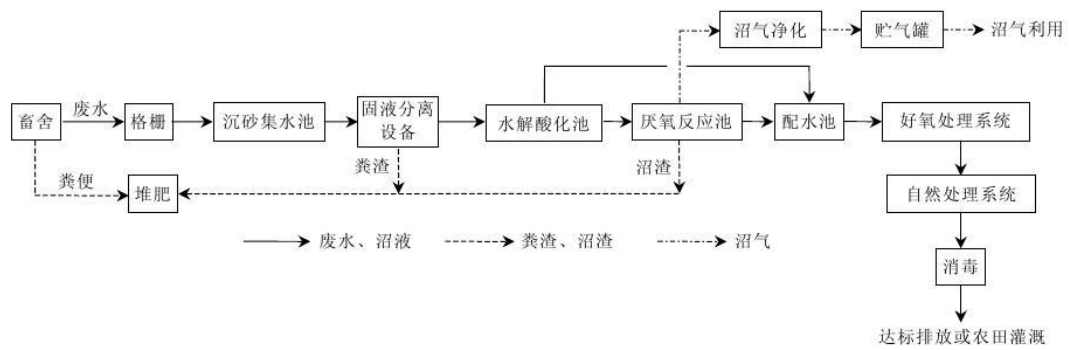 沼气净化
贮气罐
沼气利用
畜舍
废水
格栅
沉砂集水池
固液分离
设备
水解酸化池
厌氧反应池
配水池
好氧处理系统
粪渣
沼渣
粪便
堆肥
自然处理系统
废水、沼液
粪渣、沼渣
沼气
消毒
达标排放或农田灌溉